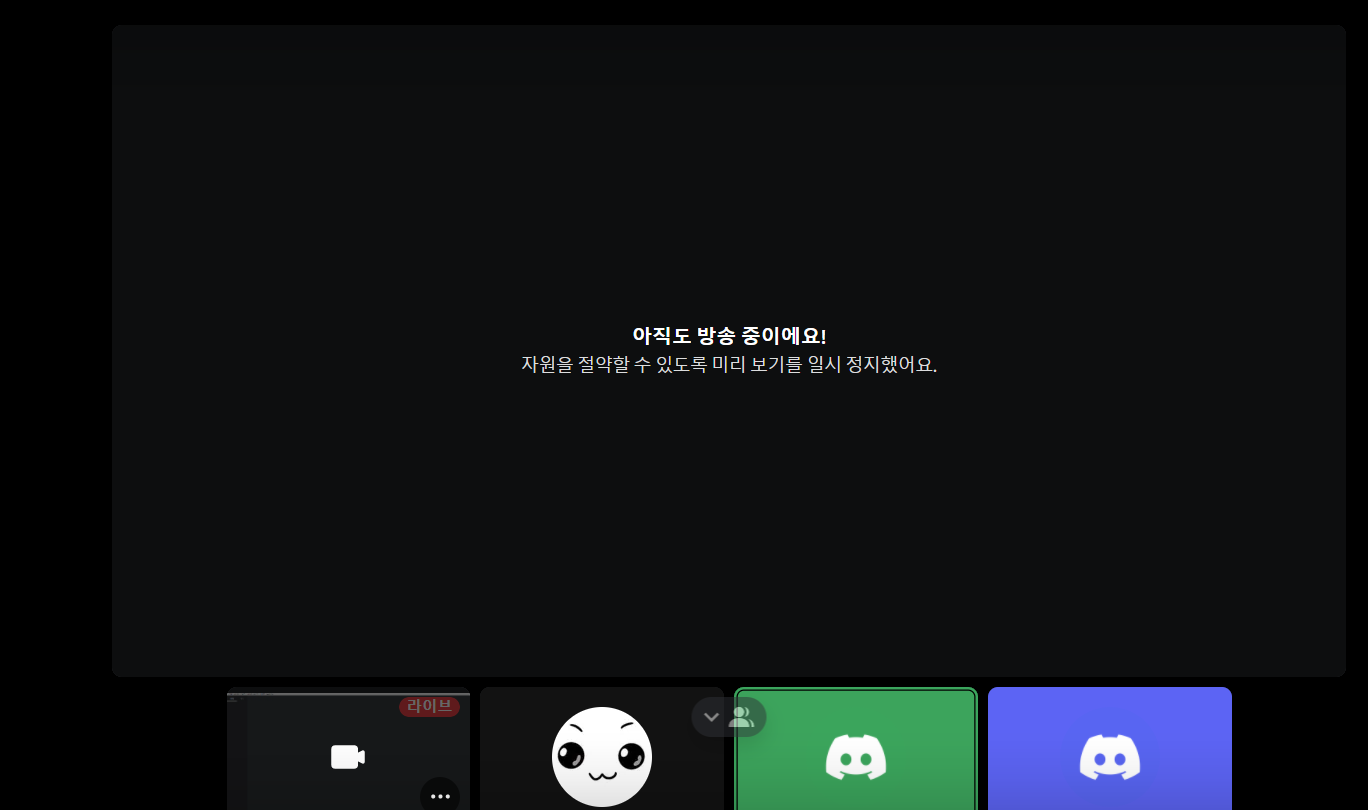 아직도 방송 중이에요!
자원을 절약할 수 있도록 미리 보기를 일시 정지했어요.
라이브